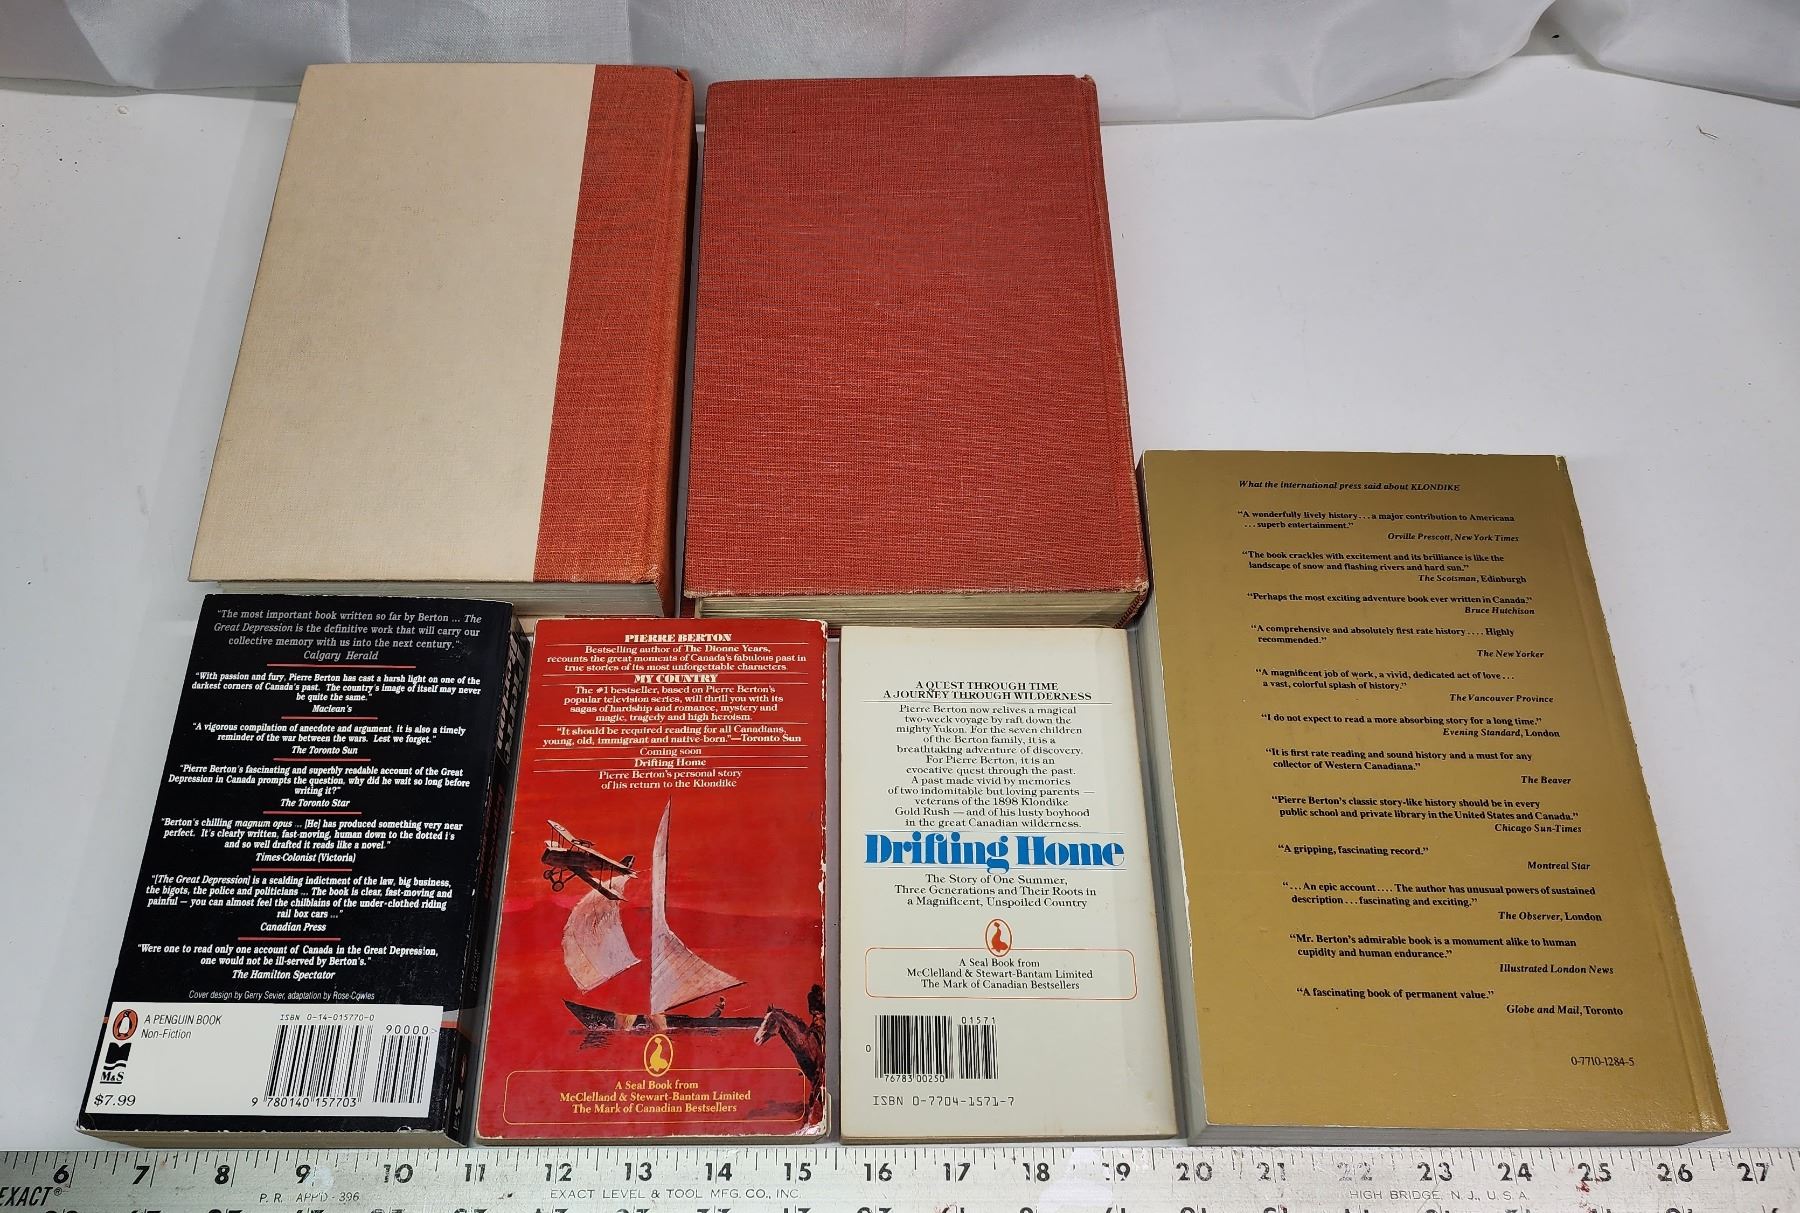 "The most important book written so far by Berton ... The
Great Depression is the definitive work that will carry our
collective memory with us into the next century."
Calgary Herald
"With passion and fury, Pierre Berton has cast a harsh light on one of the
darkest corners of Canada's past. The country's image of itself may never
be quite the same."
Maclean's
"A vigorous compilation of anecdote and argument, it is also a timely
reminder of the war between the wars. Lest we forget."
The Toronto Sun
"Pierre Berton's fascinating and superbly readable account of the Great
Depression in Canada prompts the question, why did he wait so long before
writing it?"
The Toronto Star
"Berton's chilling magnum opus ... [He] has produced something very near
perfect. It's clearly written, fast-moving, human down to the dotted i's
and so well drafted it reads like a novel."
Times-Colonist (Victoria)
"[The Great Depression] is a scalding indictment of the law, big business,
the bigots, the police and politicians ... The book is clear, fast-moving and
painful — you can almost feel the chilblains of the under-clothed riding
rail box cars ..."
Canadian Press
"Were one to read only one account of Canada in the Great Depression,
one would not be ill-served by Berton's."
The Hamilton Spectator
Cover design by Gerry Sevier, adaptation by Rose Cowles
A PENGUIN BOOK
Non-Fiction
M&S
$7.99
ISBN 0-14-015770-0
90000>
9 780140 157703
PIERRE BERTON
Bestselling author of The Dionne Years,
recounts the great moments of Canada's fabulous past in
true stories of its most unforgettable characters
MY COUNTRY
The #1 bestseller, based on Pierre Berton's
popular television series, will thrill you with its
sagas of hardship and romance, mystery and
magic, tragedy and high heroism.
"It should be required reading for all Canadians,
young, old, immigrant and native-born."—Toronto Sun
Coming soon
Drifting Home
Pierre Berton's personal story
of his return to the Klondike
A Seal Book from
McClelland & Stewart-Bantam Limited
The Mark of Canadian Bestsellers
A QUEST THROUGH TIME
A JOURNEY THROUGH WILDERNESS
Pierre Berton now relives a magical
two-week voyage by raft down the
mighty Yukon. For the seven children
of the Berton family, it is a
breathtaking adventure of discovery.
For Pierre Berton, it is an
evocative quest through the past.
A past made vivid by memories
of two indomitable but loving parents —
veterans of the 1898 Klondike
Gold Rush — and of his lusty boyhood
in the great Canadian wilderness.
Drifting Home
The Story of One Summer,
Three Generations and Their Roots in
a Magnificent, Unspoiled Country
A Seal Book from
McClelland & Stewart-Bantam Limited
The Mark of Canadian Bestsellers
01571
0
76783 00250
ISBN 0-7704-1571-7
What the international press said about KLONDIKE
"A wonderfully lively history . . . a major contribution to Americana
. . . superb entertainment."
Orville Prescott, New York Times
"The book crackles with excitement and its brilliance is like the
landscape of snow and flashing rivers and hard sun."
The Scotsman, Edinburgh
"Perhaps the most exciting adventure book ever written in Canada."
Bruce Hutchison
"A comprehensive and absolutely first rate history . . . . Highly
recommended."
The New Yorker
"A magnificent job of work, a vivid, dedicated act of love . . .
a vast, colorful splash of history."
The Vancouver Province
"I do not expect to read a more absorbing story for a long time."
Evening Standard, London
"It is first rate reading and sound history and a must for any
collector of Western Canadiana."
The Beaver
"Pierre Berton's classic story-like history should be in every
public school and private library in the United States and Canada."
Chicago Sun-Times
"A gripping, fascinating record."
Montreal Star
". . . An epic account . . . . The author has unusual powers of sustained
description . . . fascinating and exciting."
The Observer, London
"Mr. Berton's admirable book is a monument alike to human
cupidity and human endurance."
Illustrated London News
"A fascinating book of permanent value."
Globe and Mail, Toronto
0-7710-1284-5
6 7 8 9 10 11 12 13 14 15 16 17 18 19 20 21 22 23 24 25 26 27
EXACT® P. R. APP'D - 396 EXACT LEVEL & TOOL MFG. CO., INC. HIGH BRIDGE, N. J., U. S. A.